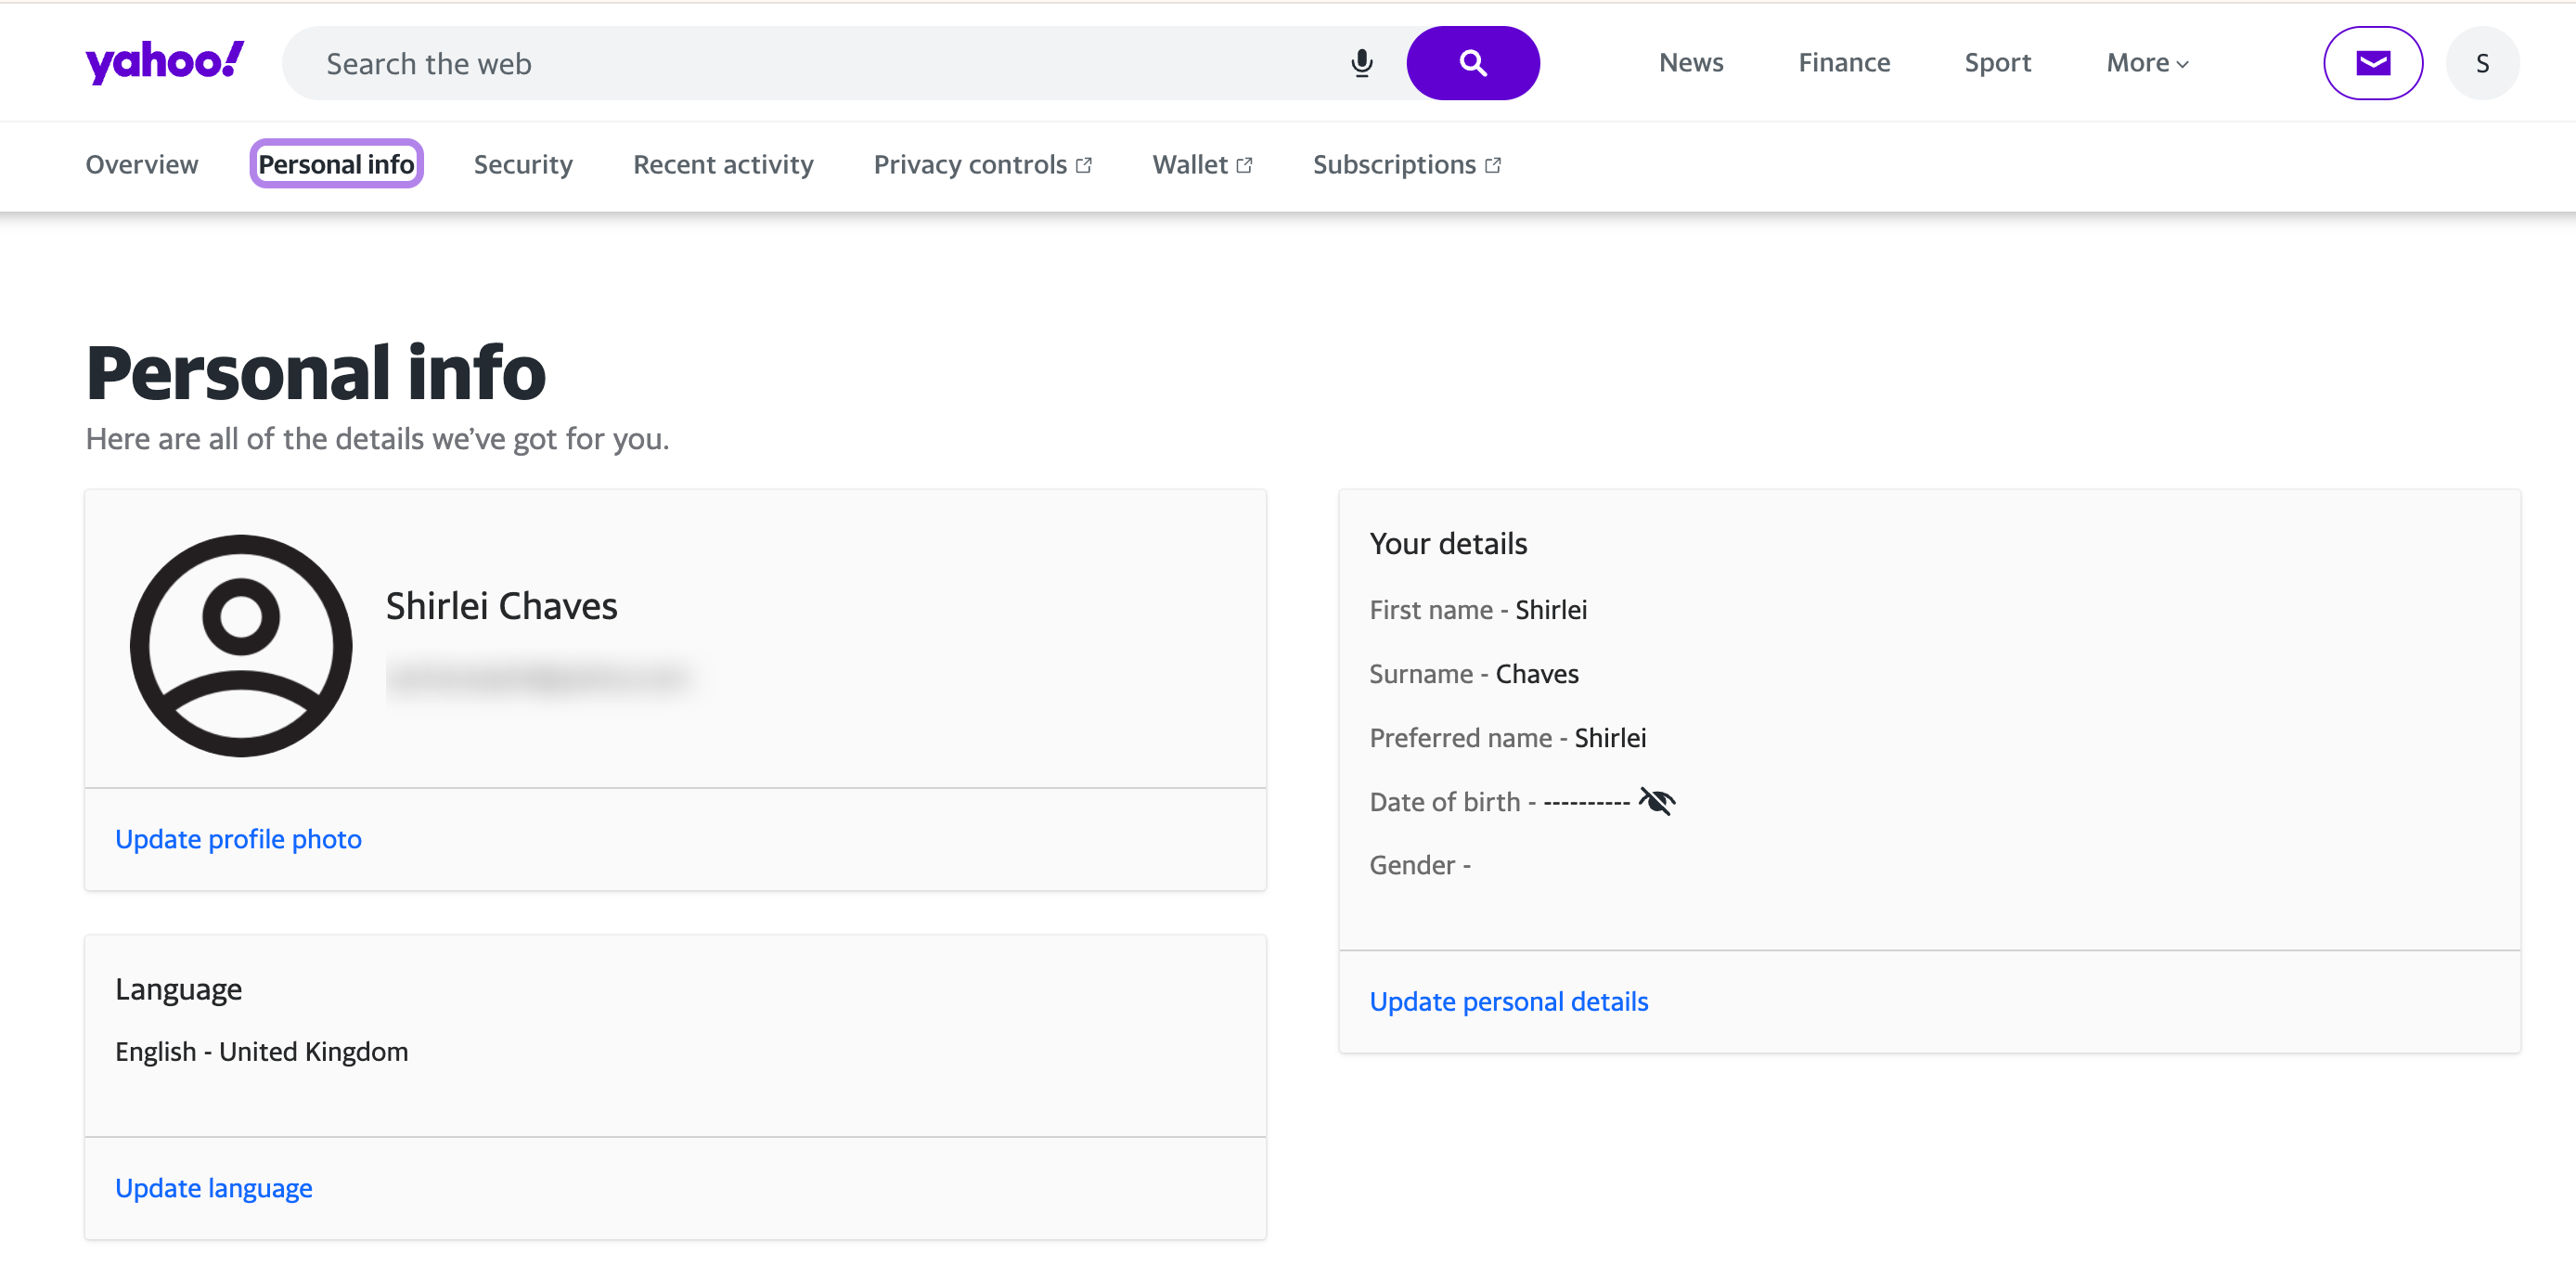 yahoo!
Search the web
News Finance Sport More
S
Overview Personal info Security Recent activity Privacy controls Wallet Subscriptions
Personal info
Here are all of the details we’ve got for you.
Shirlei Chaves
Update profile photo
Language
English - United Kingdom
Update language
Your details
First name - Shirlei
Surname - Chaves
Preferred name - Shirlei
Date of birth - ----------
Gender -
Update personal details